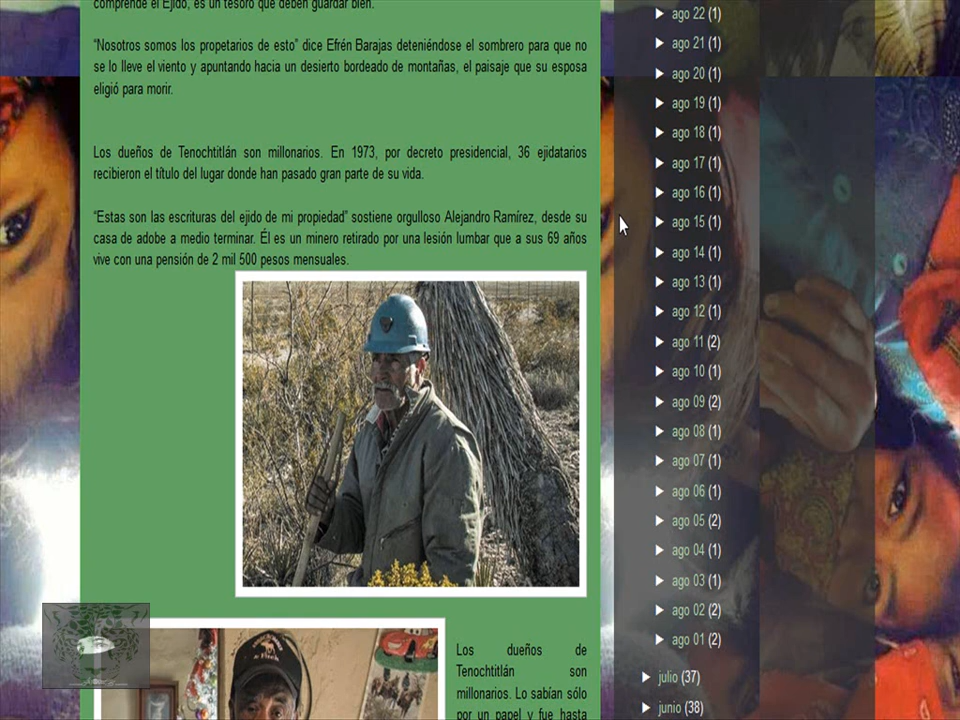 comprende el Ejido, es un tesoro que deben guardar bien.
“Nosotros somos los propetarios de esto” dice Efrén Barajas deteniéndose el sombrero para que no
se lo lleve el viento y apuntando hacia un desierto bordeado de montañas, el paisaje que su esposa
eligió para morir.
Los dueños de Tenochtitlán son millonarios. En 1973, por decreto presidencial, 36 ejidatarios
recibieron el título del lugar donde han pasado gran parte de su vida.
“Estas son las escrituras del ejido de mi propiedad” sostiene orgulloso Alejandro Ramírez, desde su
casa de adobe a medio terminar. Él es un minero retirado por una lesión lumbar que a sus 69 años
vive con una pensión de 2 mil 500 pesos mensuales.
Los dueños de
Tenochtitlán son
millonarios. Lo sabían sólo
por un papel y fue hasta
ago 22 (1)
ago 21 (1)
ago 20 (1)
ago 19 (1)
ago 18 (1)
ago 17 (1)
ago 16 (1)
ago 15 (1)
ago 14 (1)
ago 13 (1)
ago 12 (1)
ago 11 (2)
ago 10 (1)
ago 09 (2)
ago 08 (1)
ago 07 (1)
ago 06 (1)
ago 05 (2)
ago 04 (1)
ago 03 (1)
ago 02 (2)
ago 01 (2)
julio (37)
junio (38)